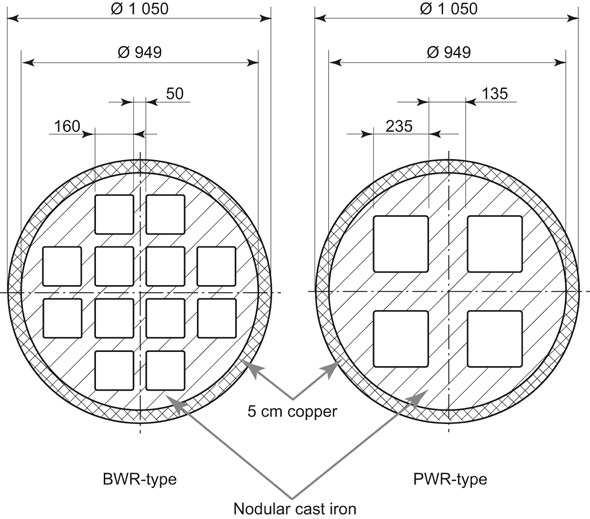 Ø 1 050
Ø 1 050
Ø 949
Ø 949
50
135
160
235
5 cm copper
BWR-type
PWR-type
Nodular cast iron